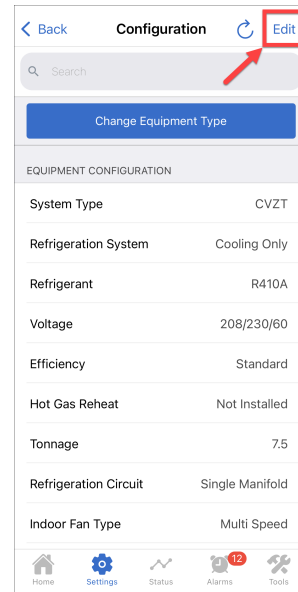 Back Configuration Edit
Search
Change Equipment Type
EQUIPMENT CONFIGURATION
System Type CVZT
Refrigeration System Cooling Only
Refrigerant R410A
Voltage 208/230/60
Efficiency Standard
Hot Gas Reheat Not Installed
Tonnage 7.5
Refrigeration Circuit Single Manifold
Indoor Fan Type Multi Speed
12
Home Settings Status Alarms Tools